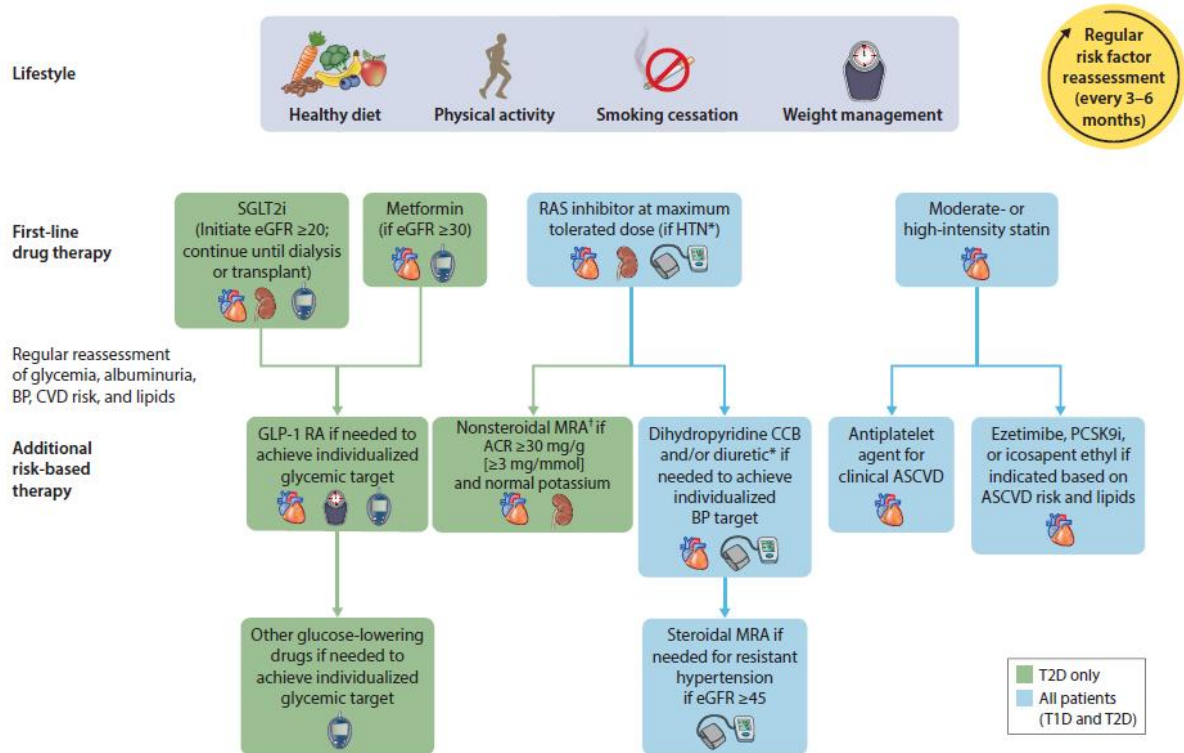 Lifestyle
Healthy diet
Physical activity
Smoking cessation
Weight management
Regular
risk factor
reassessment
(every 3–6
months)
First-line
drug therapy
SGLT2i
(Initiate eGFR ≥20;
continue until dialysis
or transplant)
Metformin
(if eGFR ≥30)
RAS inhibitor at maximum
tolerated dose (if HTN*)
Moderate- or
high-intensity statin
Regular reassessment
of glycemia, albuminuria,
BP, CVD risk, and lipids
Additional
risk-based
therapy
GLP-1 RA if needed to
achieve individualized
glycemic target
Nonsteroidal MRA† if
ACR ≥30 mg/g
[≥3 mg/mmol]
and normal potassium
Dihydropyridine CCB
and/or diuretic* if
needed to achieve
individualized
BP target
Antiplatelet
agent for
clinical ASCVD
Ezetimibe, PCSK9i,
or icosapent ethyl if
indicated based on
ASCVD risk and lipids
Other glucose-lowering
drugs if needed to
achieve individualized
glycemic target
Steroidal MRA if
needed for resistant
hypertension
if eGFR ≥45
T2D only
All patients
(T1D and T2D)